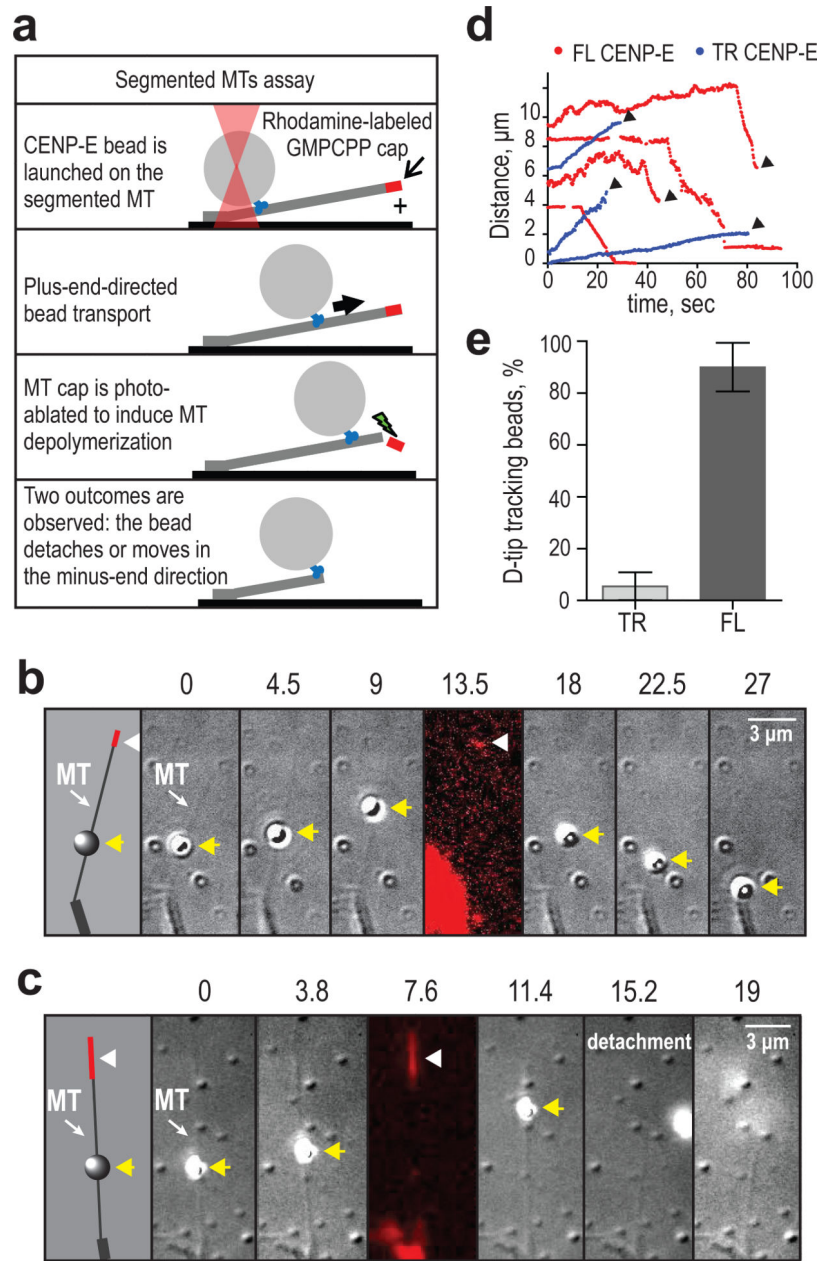 a
Segmented MTs assay
CENP-E bead is
launched on the
segmented MT
Rhodamine-labeled
GMPCPP cap
+
Plus-end-directed
bead transport
MT cap is photo-
ablated to induce MT
depolymerization
Two outcomes are
observed: the bead
detaches or moves in
the minus-end direction
d
FL CENP-E
TR CENP-E
Distance, μm
10
8
6
4
2
0
0
20
40
60
80
100
time, sec
e
D-tip tracking beads, %
100
80
60
40
20
0
TR
FL
b
0
4.5
9
13.5
18
22.5
27
MT
MT
3 μm
c
0
3.8
7.6
11.4
15.2
19
MT
MT
detachment
3 μm